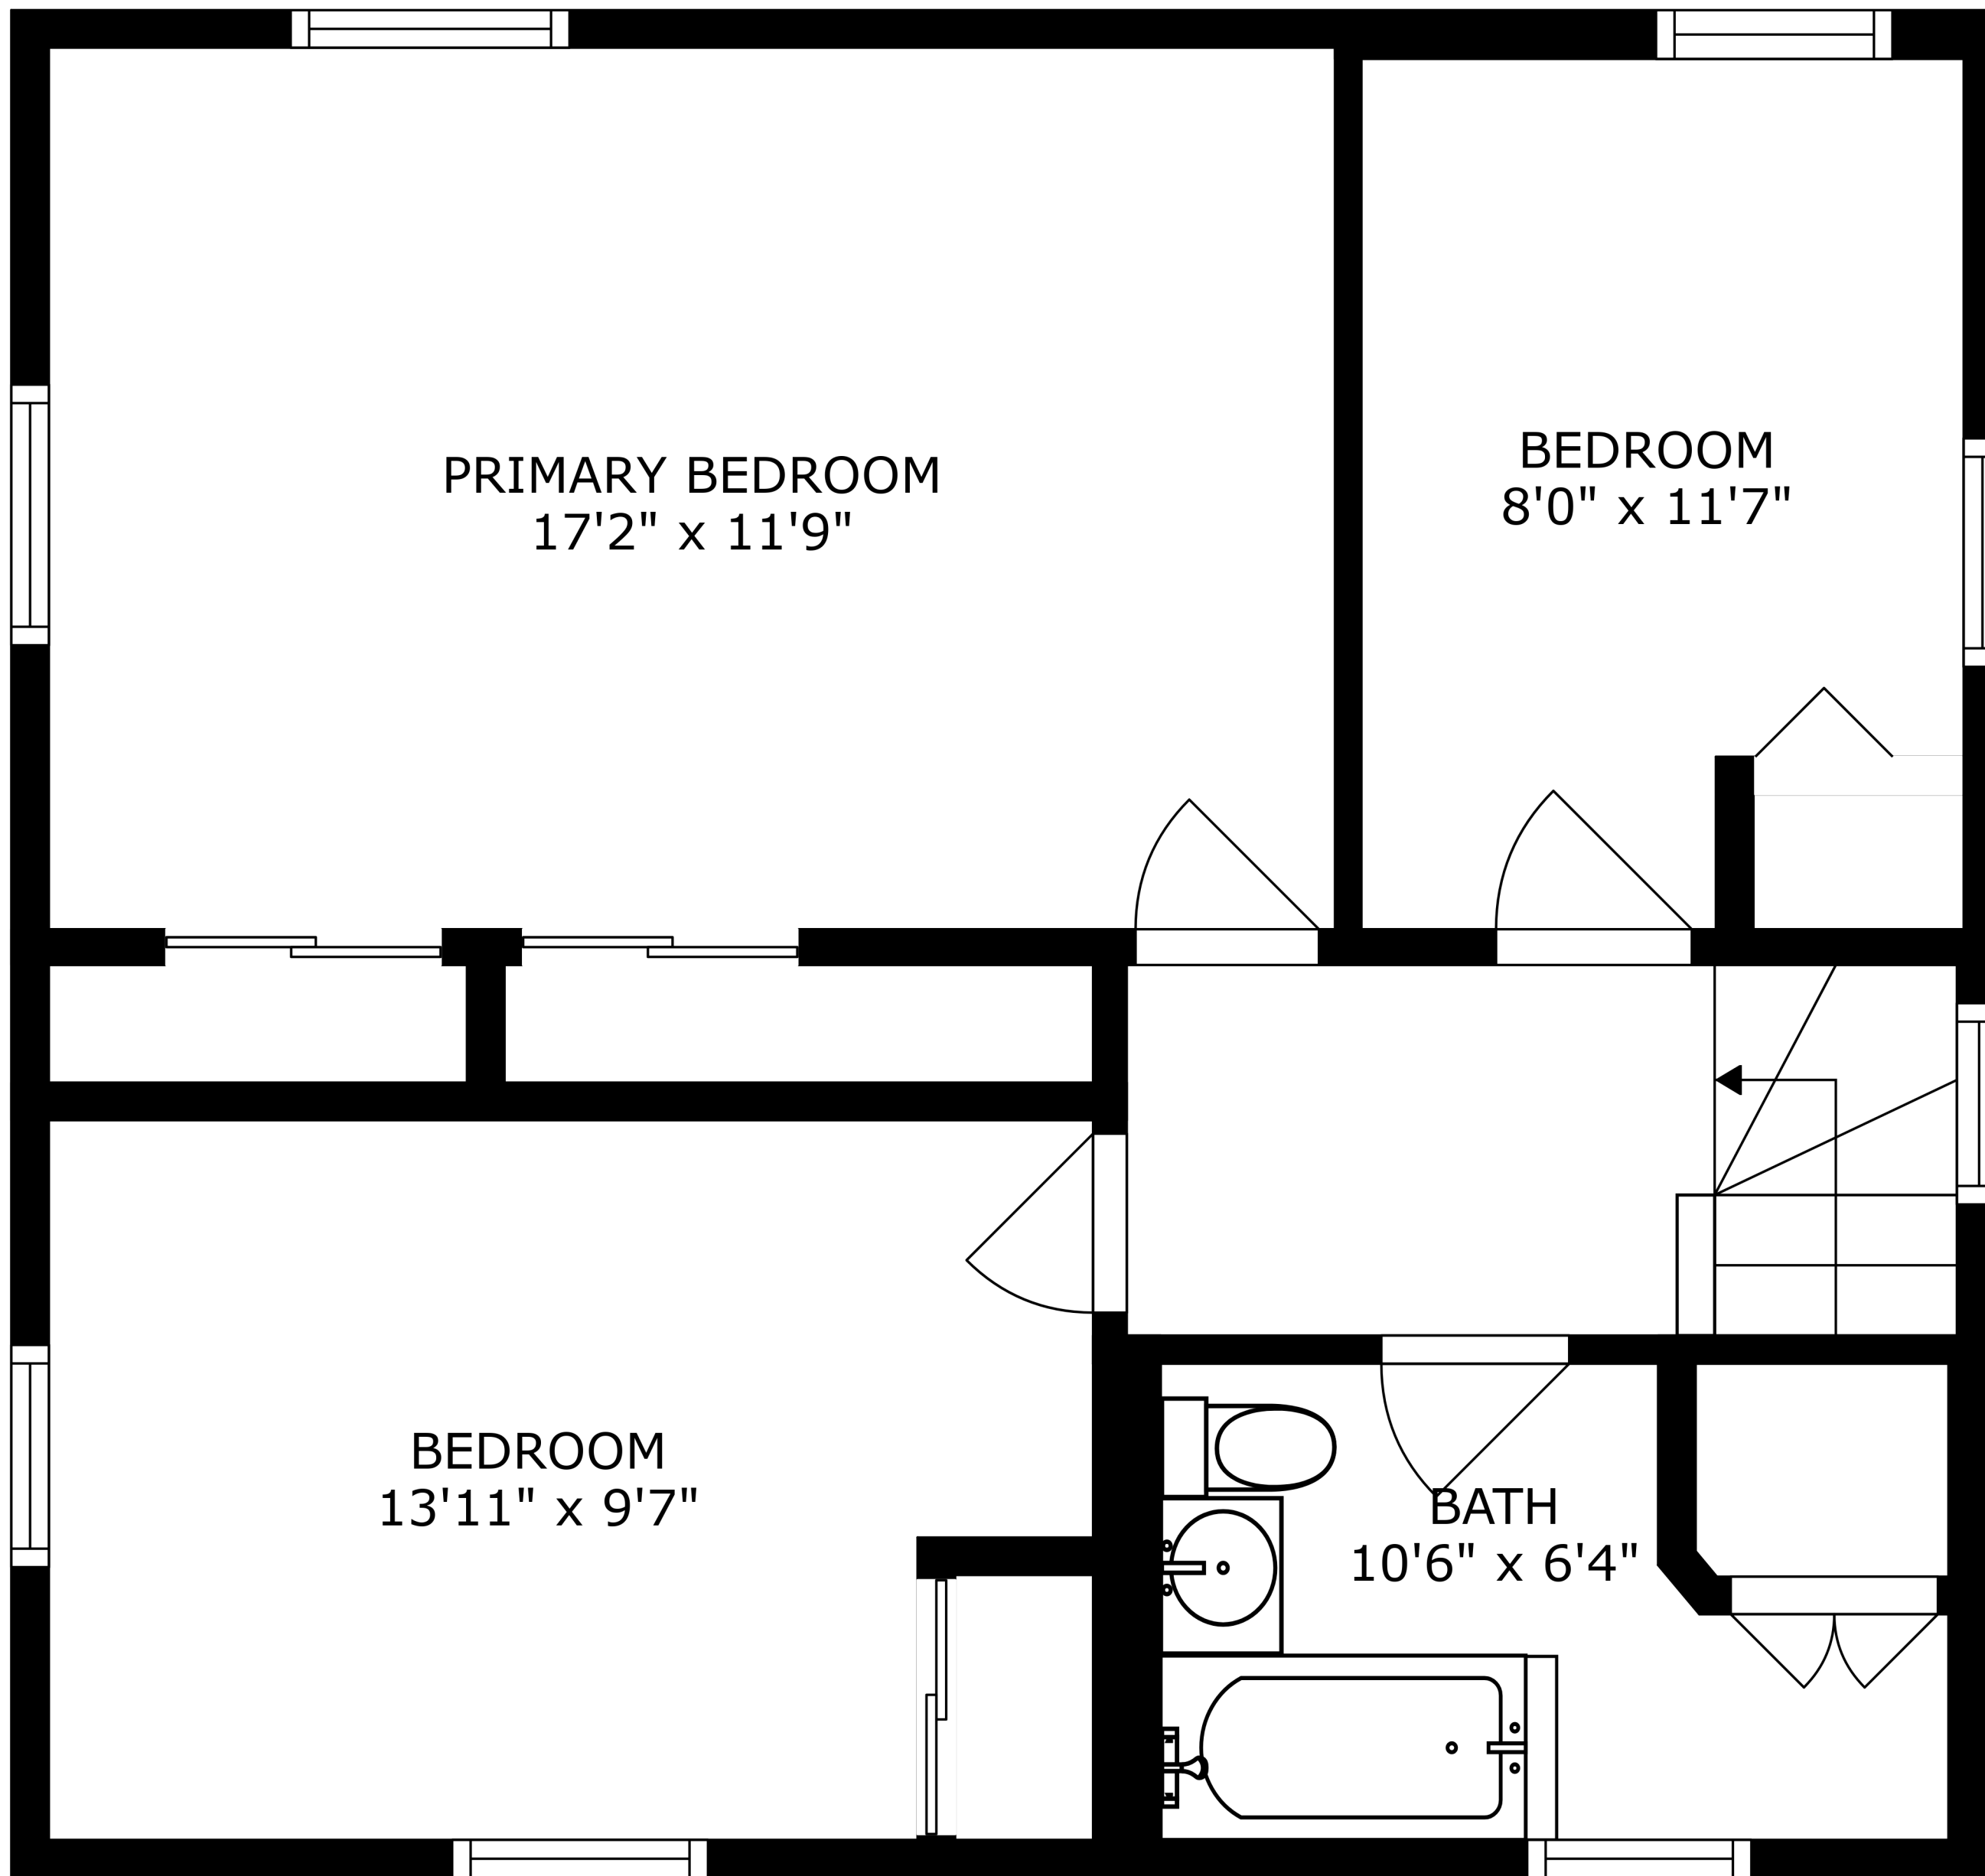 PRIMARY BEDROOM
17'2" x 11'9"
BEDROOM
8'0" x 11'7"
BEDROOM
13'11" x 9'7"
BATH
10'6" x 6'4"